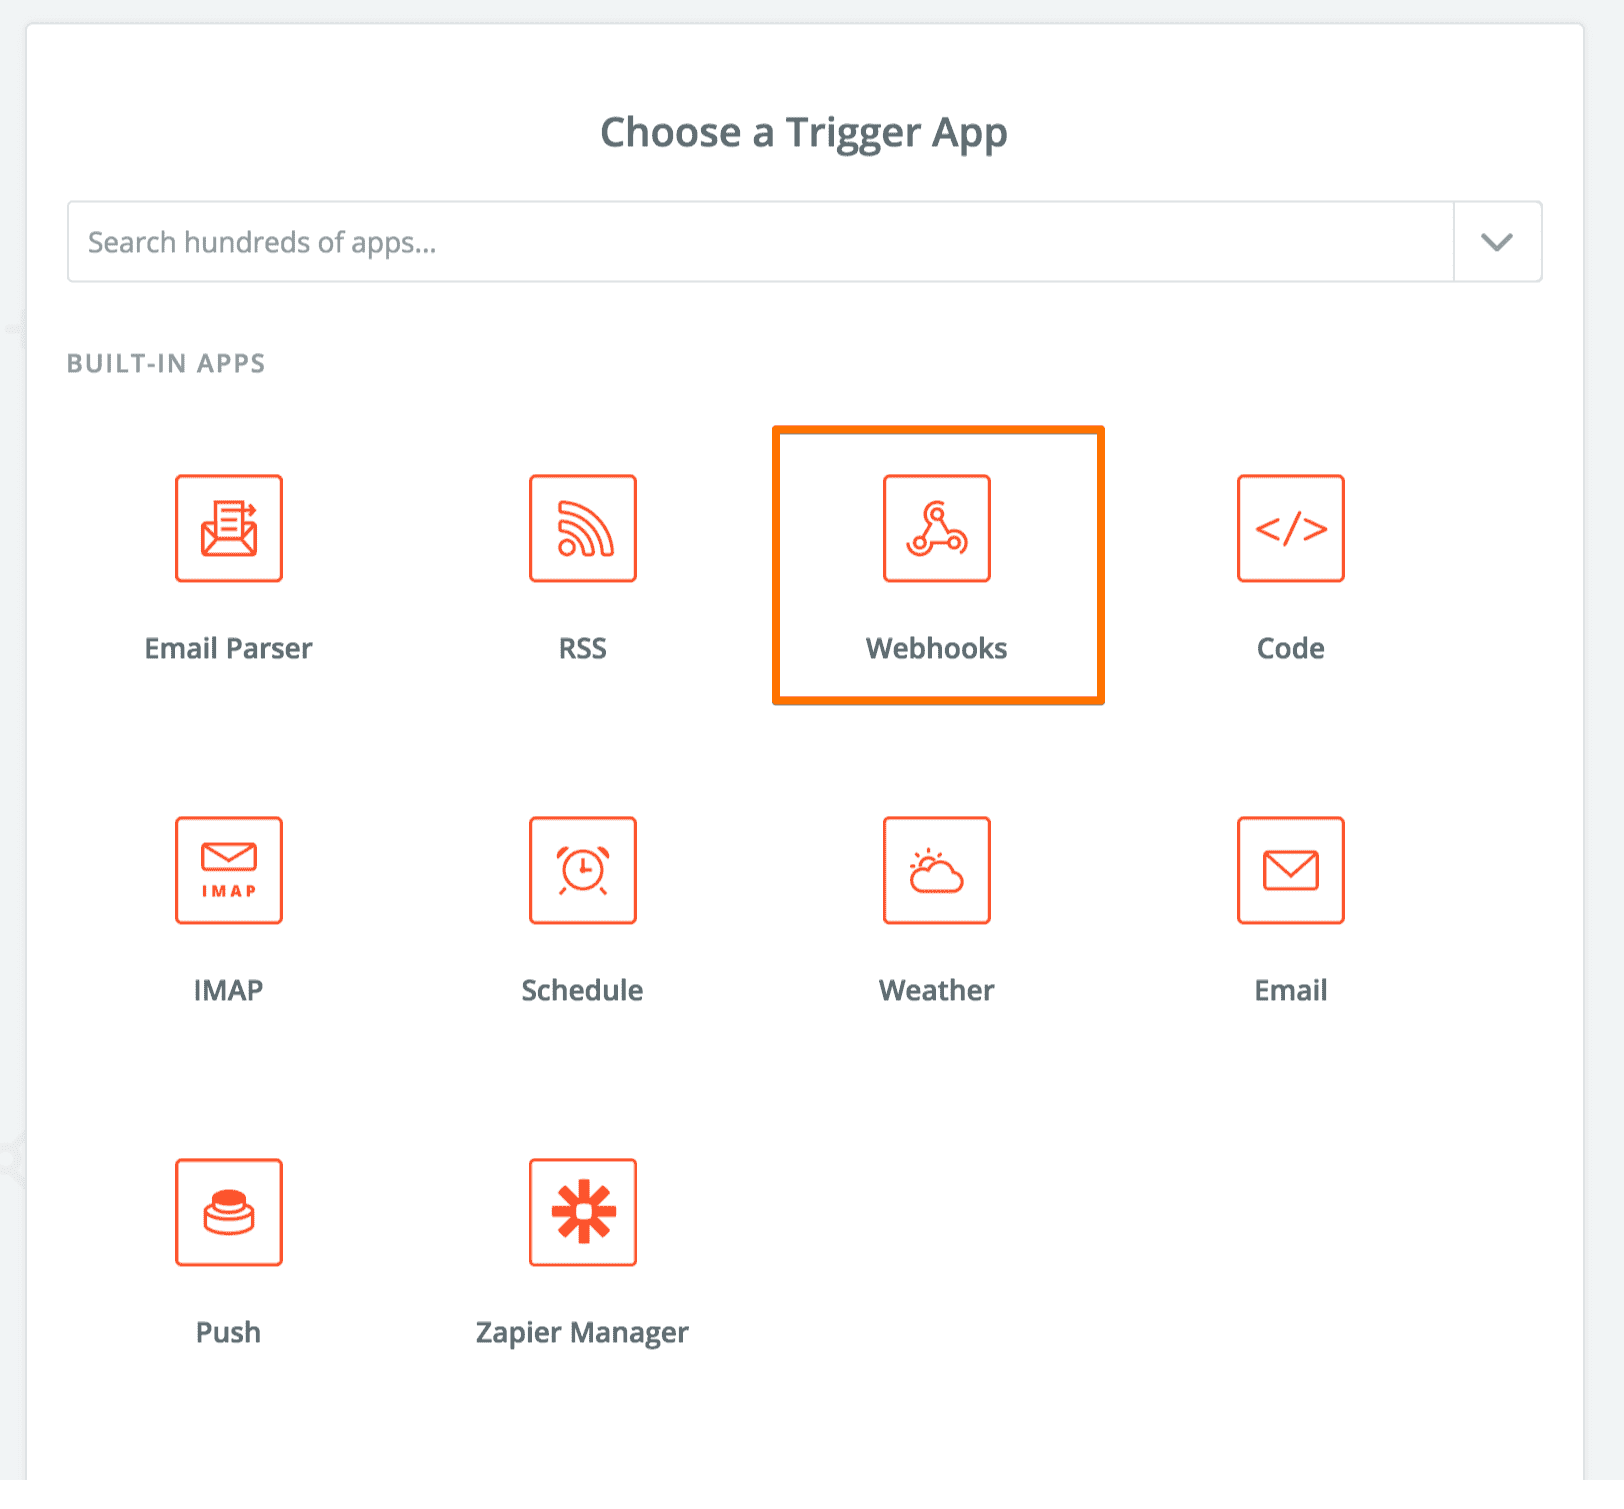 Choose a Trigger App
Search hundreds of apps...
BUILT-IN APPS
Email Parser
RSS
Webhooks
</>
Code
IMAP
IMAP
Schedule
Weather
Email
Push
Zapier Manager